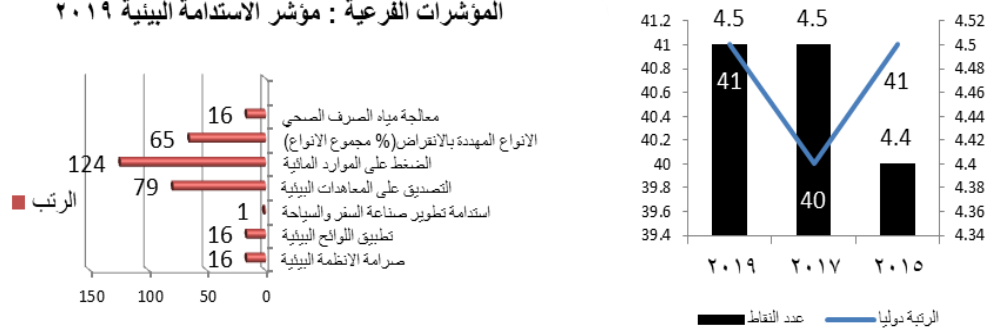 المؤشرات الفرعية : مؤشر الاستدامة البيئية ٢٠١٩
معالجة مياه الصرف الصحي
16
الانواع المهددة بالانقراض(% مجموع الانواع)
65
الضغط على الموارد المائية
124
التصديق على المعاهدات البيئية
79
استدامة تطوير صناعة السفر والسياحة
1
تطبيق اللوائح البيئية
16
صرامة الانظمة البيئية
16
الرتب
150 100 50 0
41.2
41
40.8
40.6
40.4
40.2
40
39.8
39.6
39.4
4.5 4.5 4.4
41 40 41
4.52
4.5
4.48
4.46
4.44
4.42
4.4
4.38
4.36
4.34
٢٠١٩ ٢٠١٧ ٢٠١٥
الرتبة دوليا عدد النقاط